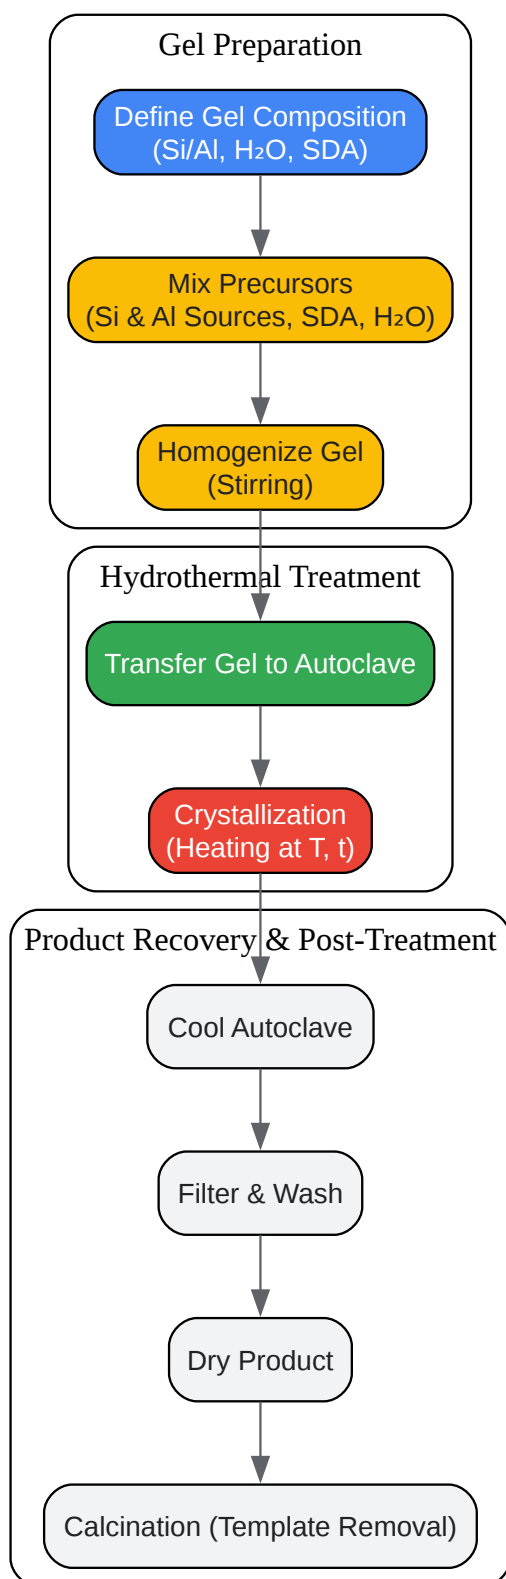 Gel Preparation
Define Gel Composition
(Si/Al, H₂O, SDA)
Mix Precursors
(Si & Al Sources, SDA, H₂O)
Homogenize Gel
(Stirring)
Hydrothermal Treatment
Transfer Gel to Autoclave
Crystallization
(Heating at T, t)
Product Recovery & Post-Treatment
Cool Autoclave
Filter & Wash
Dry Product
Calcination (Template Removal)